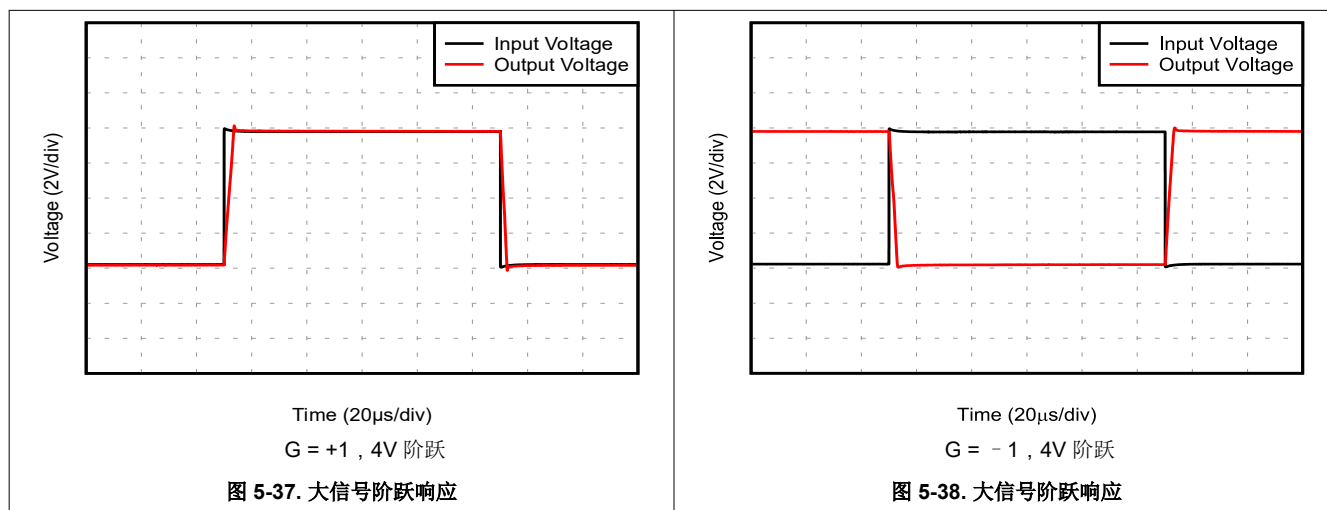 Input Voltage
Output Voltage
Voltage (2V/div)
Time (20µs/div)
G = +1，4V 阶跃
图 5-37. 大信号阶跃响应
Input Voltage
Output Voltage
Voltage (2V/div)
Time (20μs/div)
G = －1，4V 阶跃
图 5-38. 大信号阶跃响应